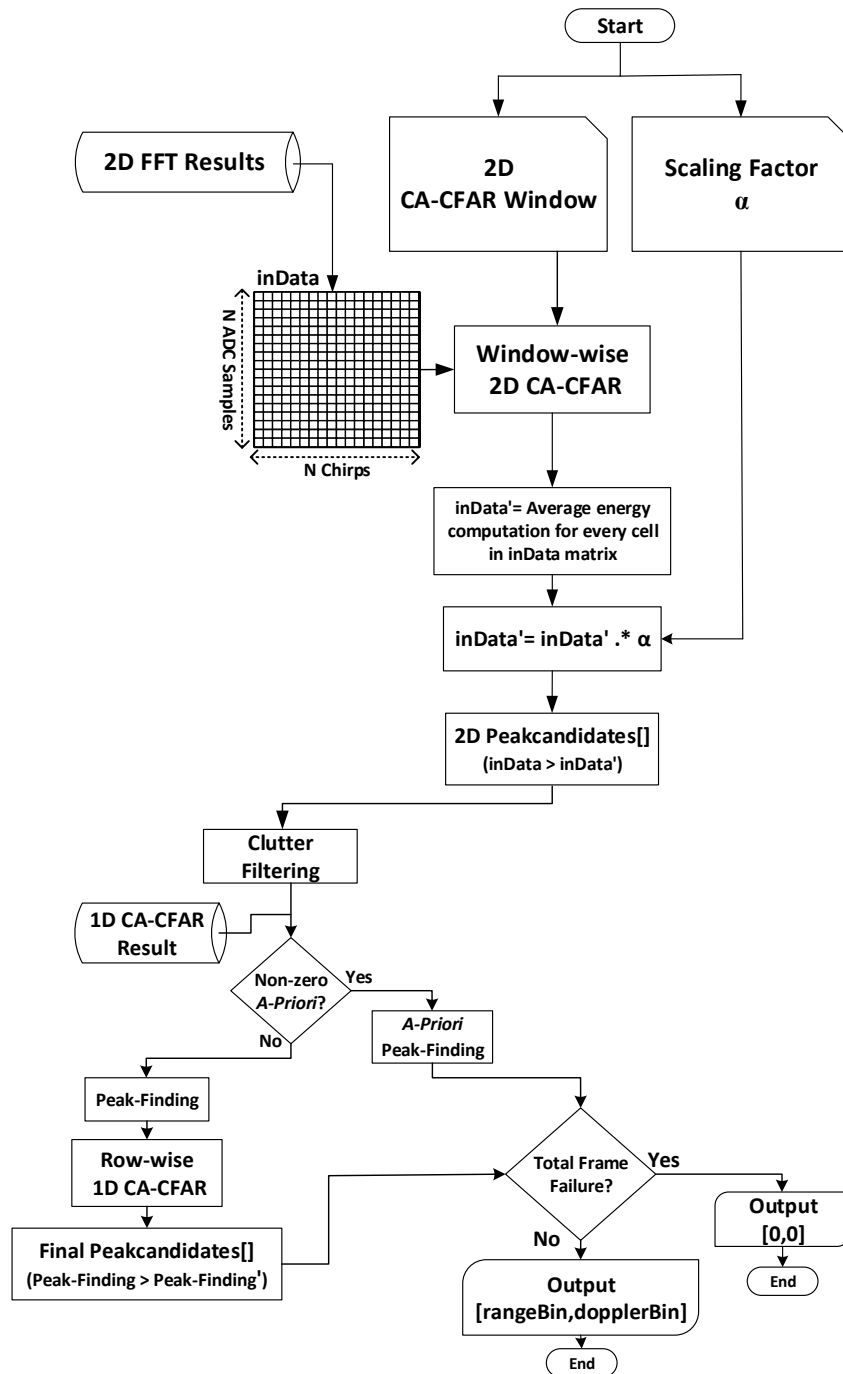 Start
2D FFT Results
2D
CA-CFAR Window
Scaling Factor
α
inData
N ADC Samples
N Chirps
Window-wise
2D CA-CFAR
inData'= Average energy
computation for every cell
in inData matrix
inData'= inData' .* α
2D Peakcandidates[]
(inData > inData')
Clutter
Filtering
1D CA-CFAR
Result
Non-zero
A-Priori?
Yes
No
A-Priori
Peak-Finding
Peak-Finding
Row-wise
1D CA-CFAR
Final Peakcandidates[]
(Peak-Finding > Peak-Finding')
Total Frame
Failure?
Yes
No
Output
[0,0]
End
Output
[rangeBin,dopplerBin]
End